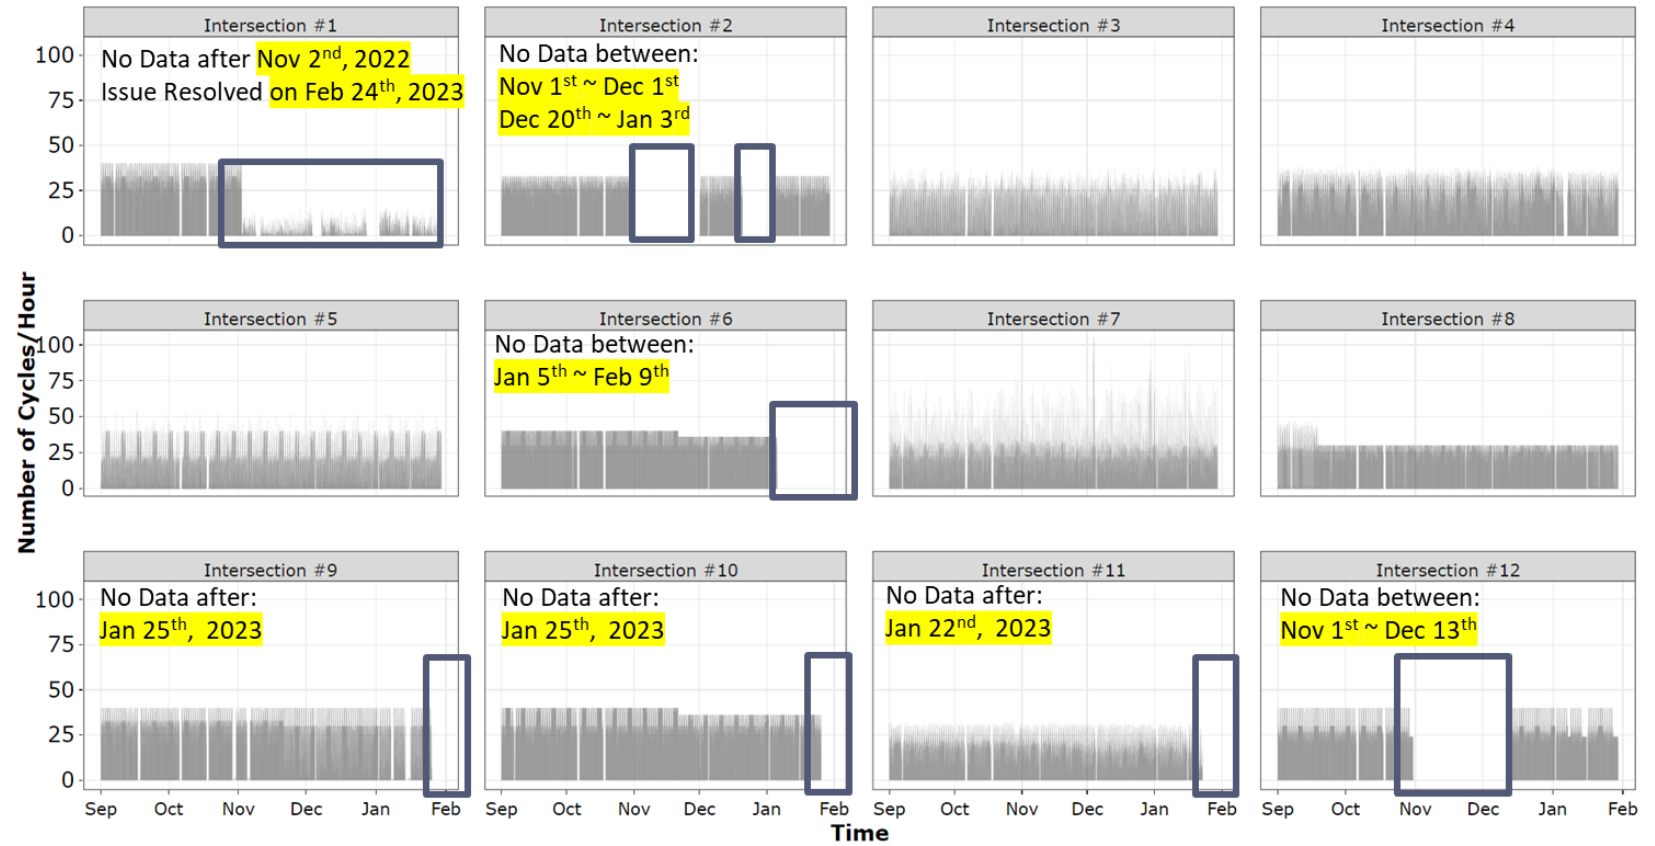 Intersection #1
Intersection #2
Intersection #3
Intersection #4
No Data after Nov 2nd, 2022
Issue Resolved on Feb 24th, 2023
No Data between:
Nov 1st ~ Dec 1st
Dec 20th ~ Jan 3rd
100
75
50
25
0
Number of Cycles/Hour
Intersection #5
Intersection #6
Intersection #7
Intersection #8
No Data between:
Jan 5th ~ Feb 9th
100
75
50
25
0
Intersection #9
Intersection #10
Intersection #11
Intersection #12
No Data after:
Jan 25th, 2023
No Data after:
Jan 25th, 2023
No Data after:
Jan 22nd, 2023
No Data between:
Nov 1st ~ Dec 13th
100
75
50
25
0
Sep Oct Nov Dec Jan Feb
Sep Oct Nov Dec Jan Feb
Sep Oct Nov Dec Jan Feb
Sep Oct Nov Dec Jan Feb
Time